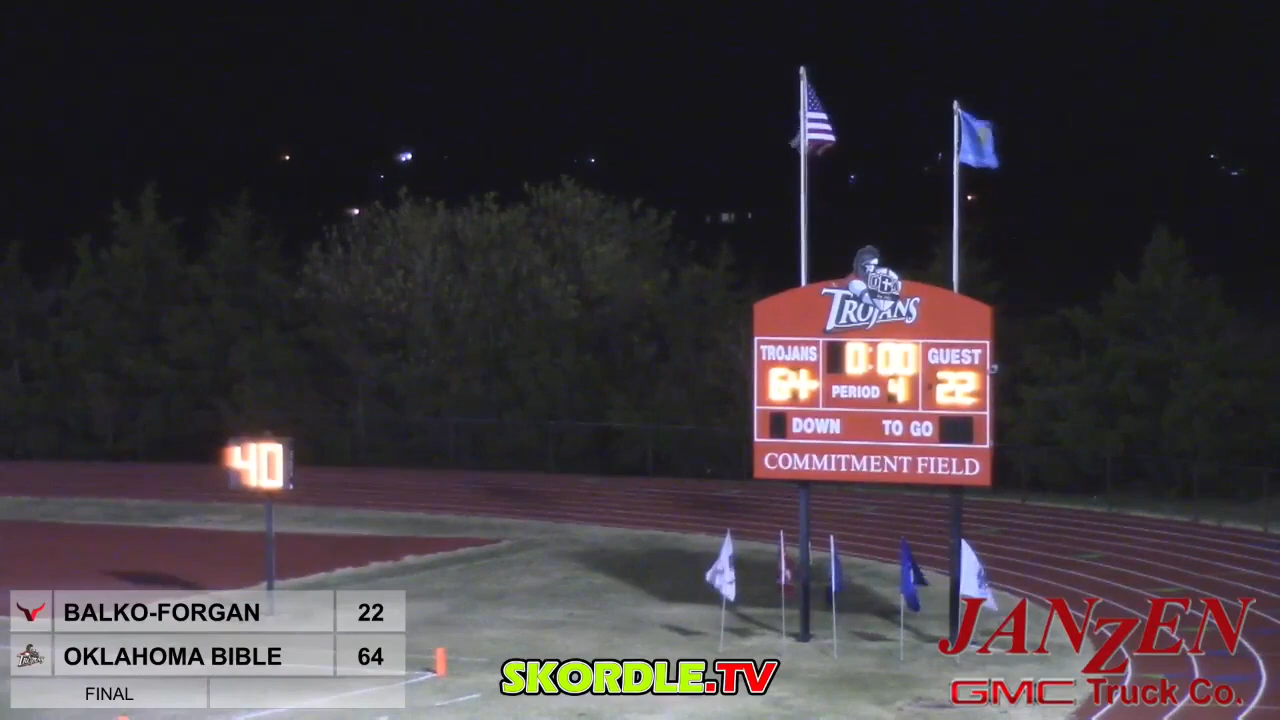 TROJANS
TROJANS 0:00 GUEST
64 PERIOD 4 22
DOWN TO GO
COMMITMENT FIELD
40
BALKO-FORGAN 22
OKLAHOMA BIBLE 64
FINAL
SKORDLE.TV
JANZEN
GMC Truck Co.